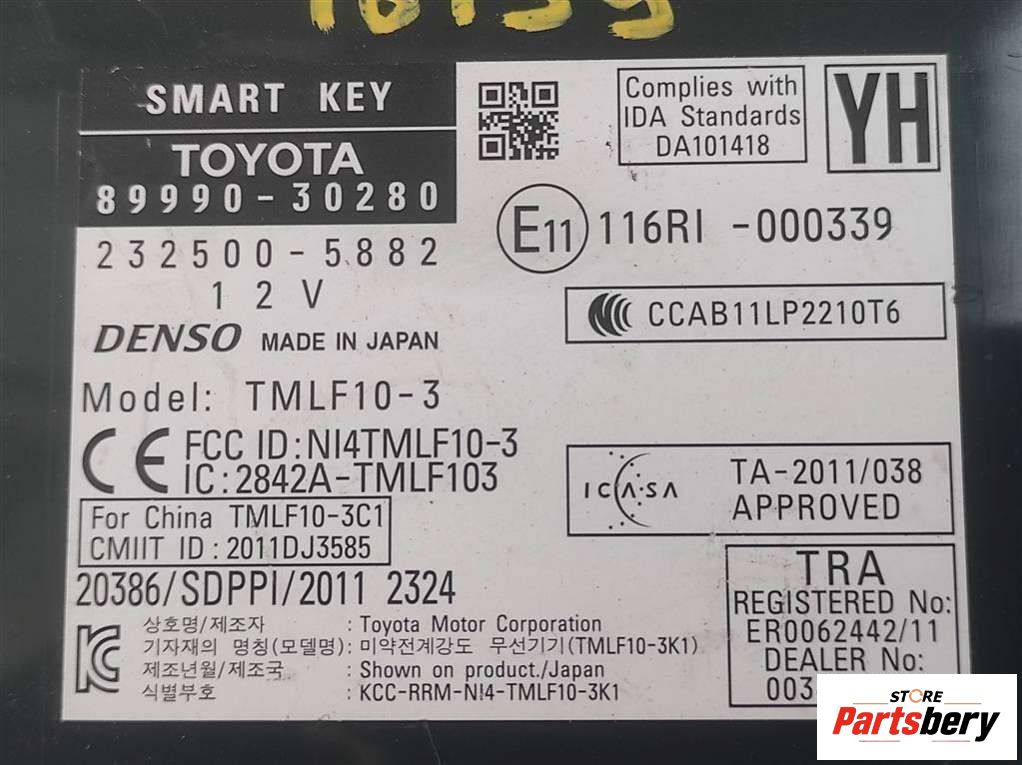 SMART KEY
TOYOTA
89990-30280
232500-5882
12V
DENSO MADE IN JAPAN
Model: TMLF10-3
CE FCC ID:NI4TMLF10-3
IC:2842A-TMLF103
For China TMLF10-3C1
CMIIT ID:2011DJ3585
20386/SDPPI/2011 2324
상호명/제조자 : Toyota Motor Corporation
기자재의 명칭(모델명): 미약전계강도 무선기기(TMLF10-3K1)
제조년월/제조국 : Shown on product./Japan
식별부호 : KCC-RRM-NI4-TMLF10-3K1
Complies with
IDA Standards
DA101418
YH
E11 116RI -000339
CCAB11LP2210T6
ICASA
TA-2011/038
APPROVED
TRA
REGISTERED No:
ER0062442/11
DEALER No:
STORE
Partsbery